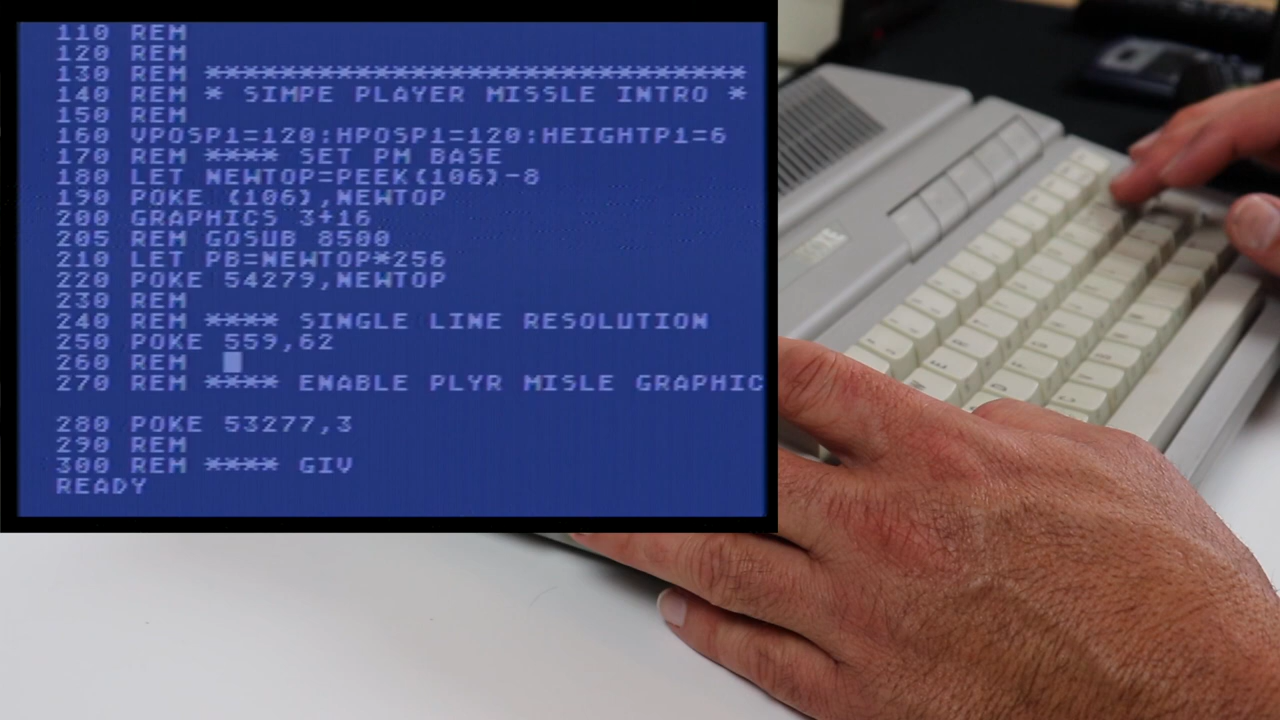 110 REM
120 REM
130 REM *****************************
140 REM * SIMPE PLAYER MISSLE INTRO *
150 REM
160 VPOSP1=120:HPOSP1=120:HEIGHTP1=6
170 REM **** SET PM BASE
180 LET NEWTOP=PEEK(106)-8
190 POKE (106),NEWTOP
200 GRAPHICS 3+16
205 REM GOSUB 8500
210 LET PB=NEWTOP*256
220 POKE 54279,NEWTOP
230 REM
240 REM **** SINGLE LINE RESOLUTION
250 POKE 559,62
260 REM
270 REM **** ENABLE PLYR MISLE GRAPHIC
280 POKE 53277,3
290 REM
300 REM **** GIV
READY